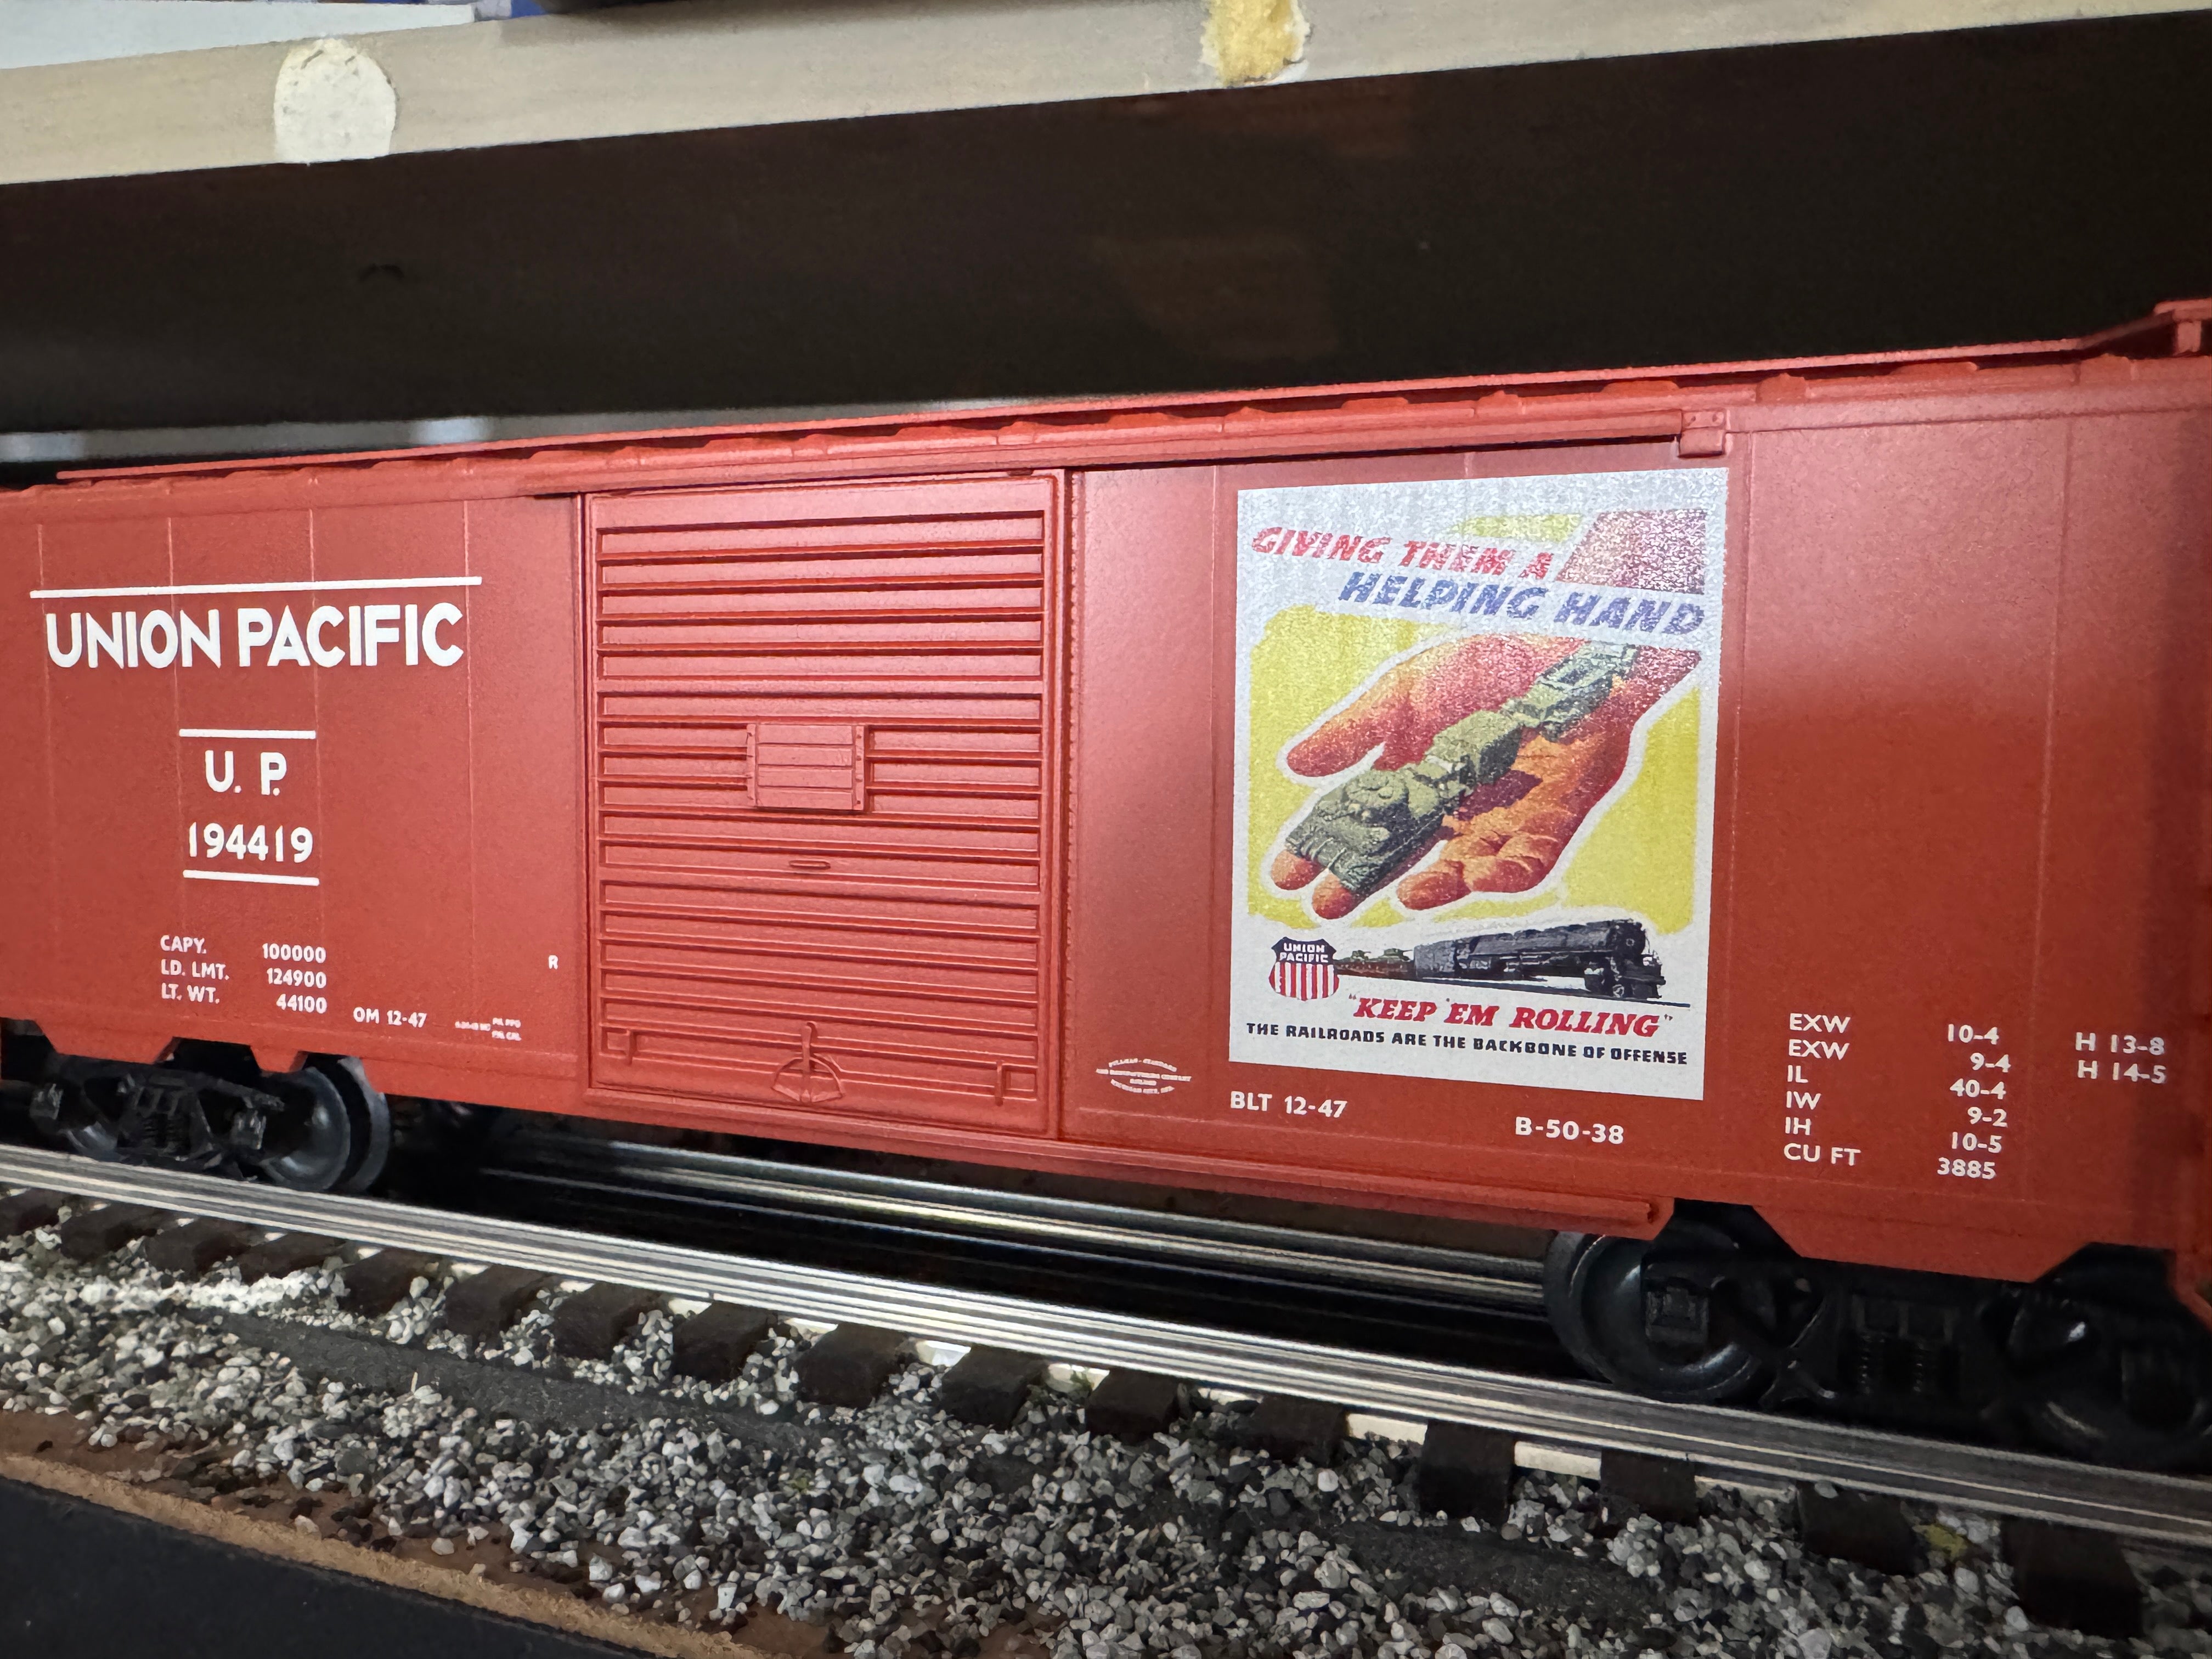 UNION PACIFIC
U. P.
194419
CAPY. 100000
LD. LMT. 124900
LT. WT. 44100
OM 12-47
R
GIVING THEM A
HELPING HAND
UNION
PACIFIC
"KEEP 'EM ROLLING"
THE RAILROADS ARE THE BACKBONE OF OFFENSE
BLT 12-47
B-50-38
EXW 10-4 H 13-8
EXW 9-4 H 14-5
IL 40-4
IW 9-2
IH 10-5
CU FT 3885